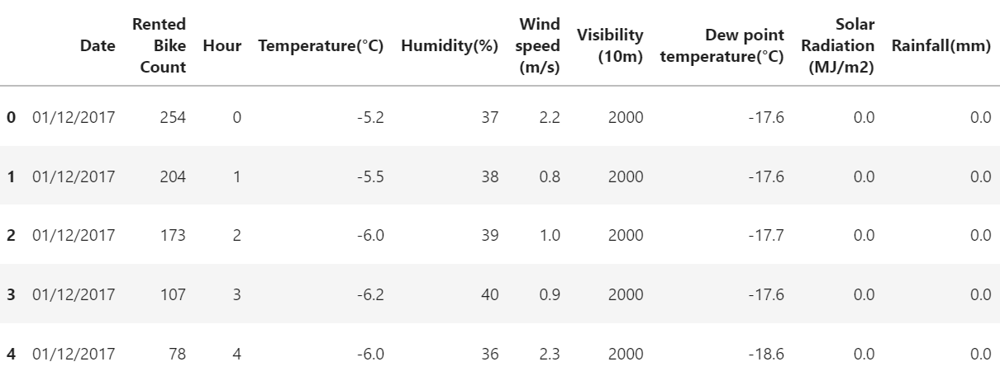 Date Rented Bike Count Hour Temperature(°C) Humidity(%) Wind speed (m/s) Visibility (10m) Dew point temperature(°C) Solar Radiation (MJ/m2) Rainfall(mm)
0 01/12/2017 254 0 -5.2 37 2.2 2000 -17.6 0.0 0.0
1 01/12/2017 204 1 -5.5 38 0.8 2000 -17.6 0.0 0.0
2 01/12/2017 173 2 -6.0 39 1.0 2000 -17.7 0.0 0.0
3 01/12/2017 107 3 -6.2 40 0.9 2000 -17.6 0.0 0.0
4 01/12/2017 78 4 -6.0 36 2.3 2000 -18.6 0.0 0.0